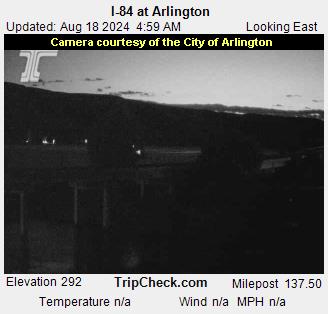 I-84 at Arlington
Updated: Aug 18 2024 4:59 AM Looking East
Camera courtesy of the City of Arlington
Elevation 292 TripCheck.com Milepost 137.50
Temperature n/a Wind n/a MPH n/a